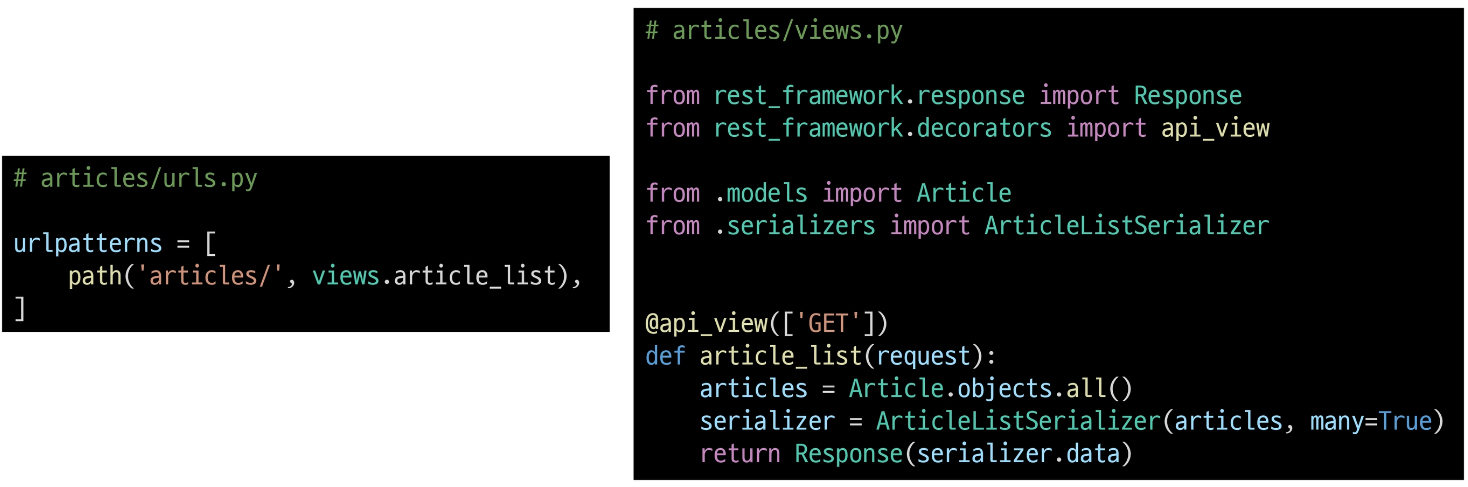 # articles/urls.py
urlpatterns = [
    path('articles/', views.article_list),
]
# articles/views.py
from rest_framework.response import Response
from rest_framework.decorators import api_view
from .models import Article
from .serializers import ArticleListSerializer
@api_view(['GET'])
def article_list(request):
    articles = Article.objects.all()
    serializer = ArticleListSerializer(articles, many=True)
    return Response(serializer.data)